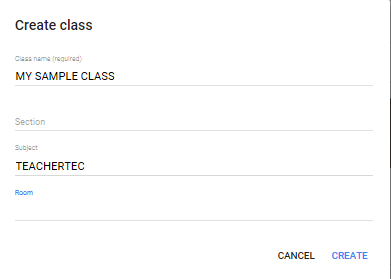 Create class
Class name (required)
MY SAMPLE CLASS
Section
Subject
TEACHERTEC
Room
CANCEL CREATE